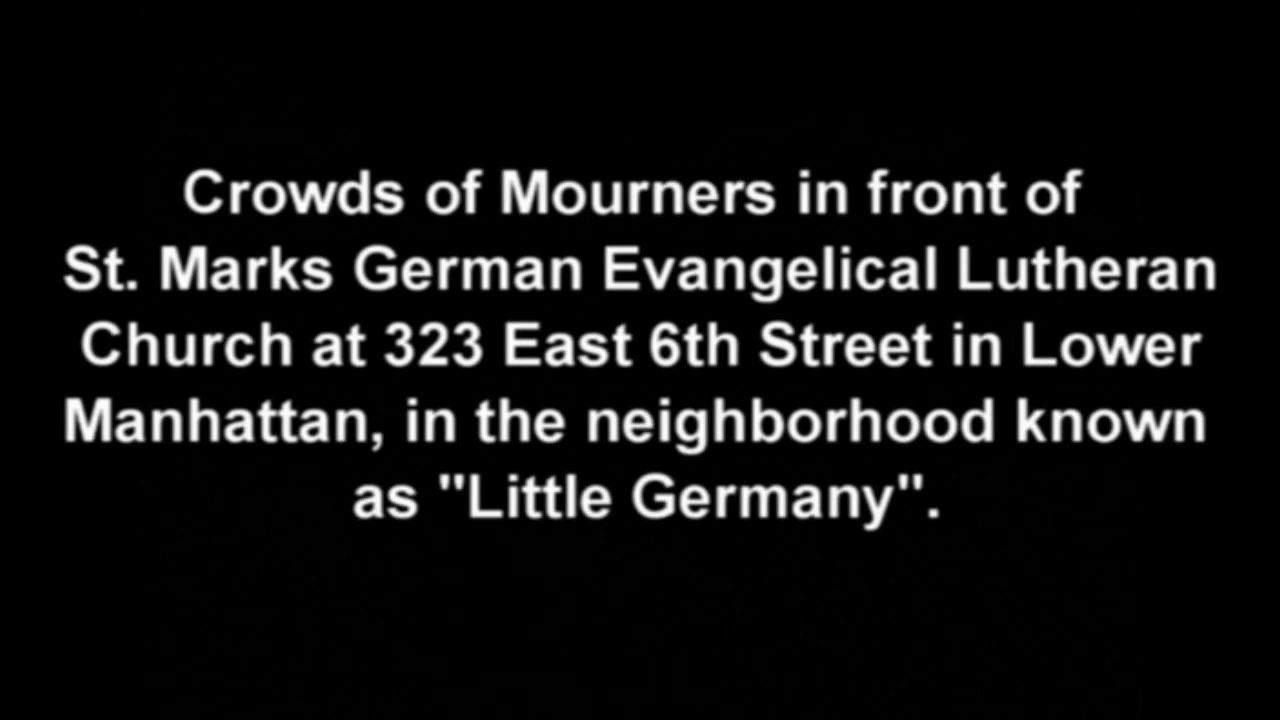 Crowds of Mourners in front of
St. Marks German Evangelical Lutheran
Church at 323 East 6th Street in Lower
Manhattan, in the neighborhood known
as "Little Germany".